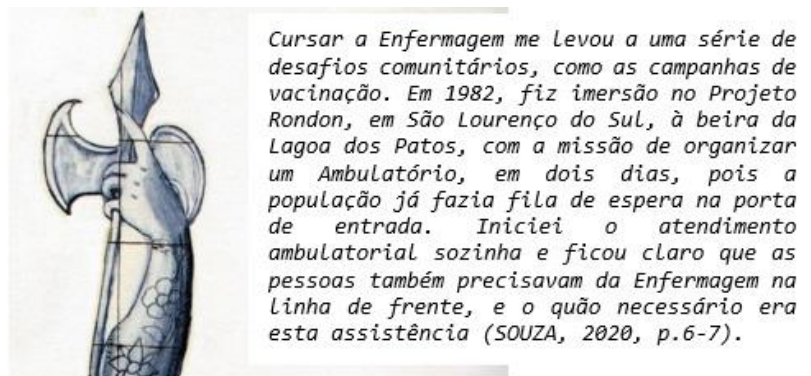 Cursar a Enfermagem me levou a uma série de
desafios comunitários, como as campanhas de
vacinação. Em 1982, fiz imersão no Projeto
Rondon, em São Lourenço do Sul, à beira da
Lagoa dos Patos, com a missão de organizar
um Ambulatório, em dois dias, pois a
população já fazia fila de espera na porta
de entrada. Iniciei o atendimento
ambulatorial sozinha e ficou claro que as
pessoas também precisavam da Enfermagem na
linha de frente, e o quão necessário era
esta assistência (SOUZA, 2020, p.6-7).